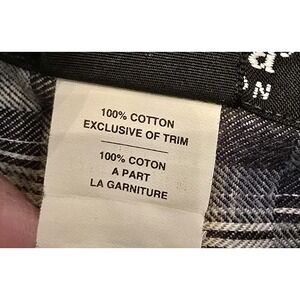 100% COTTON
EXCLUSIVE OF TRIM
100% COTON
A PART
LA GARNITURE